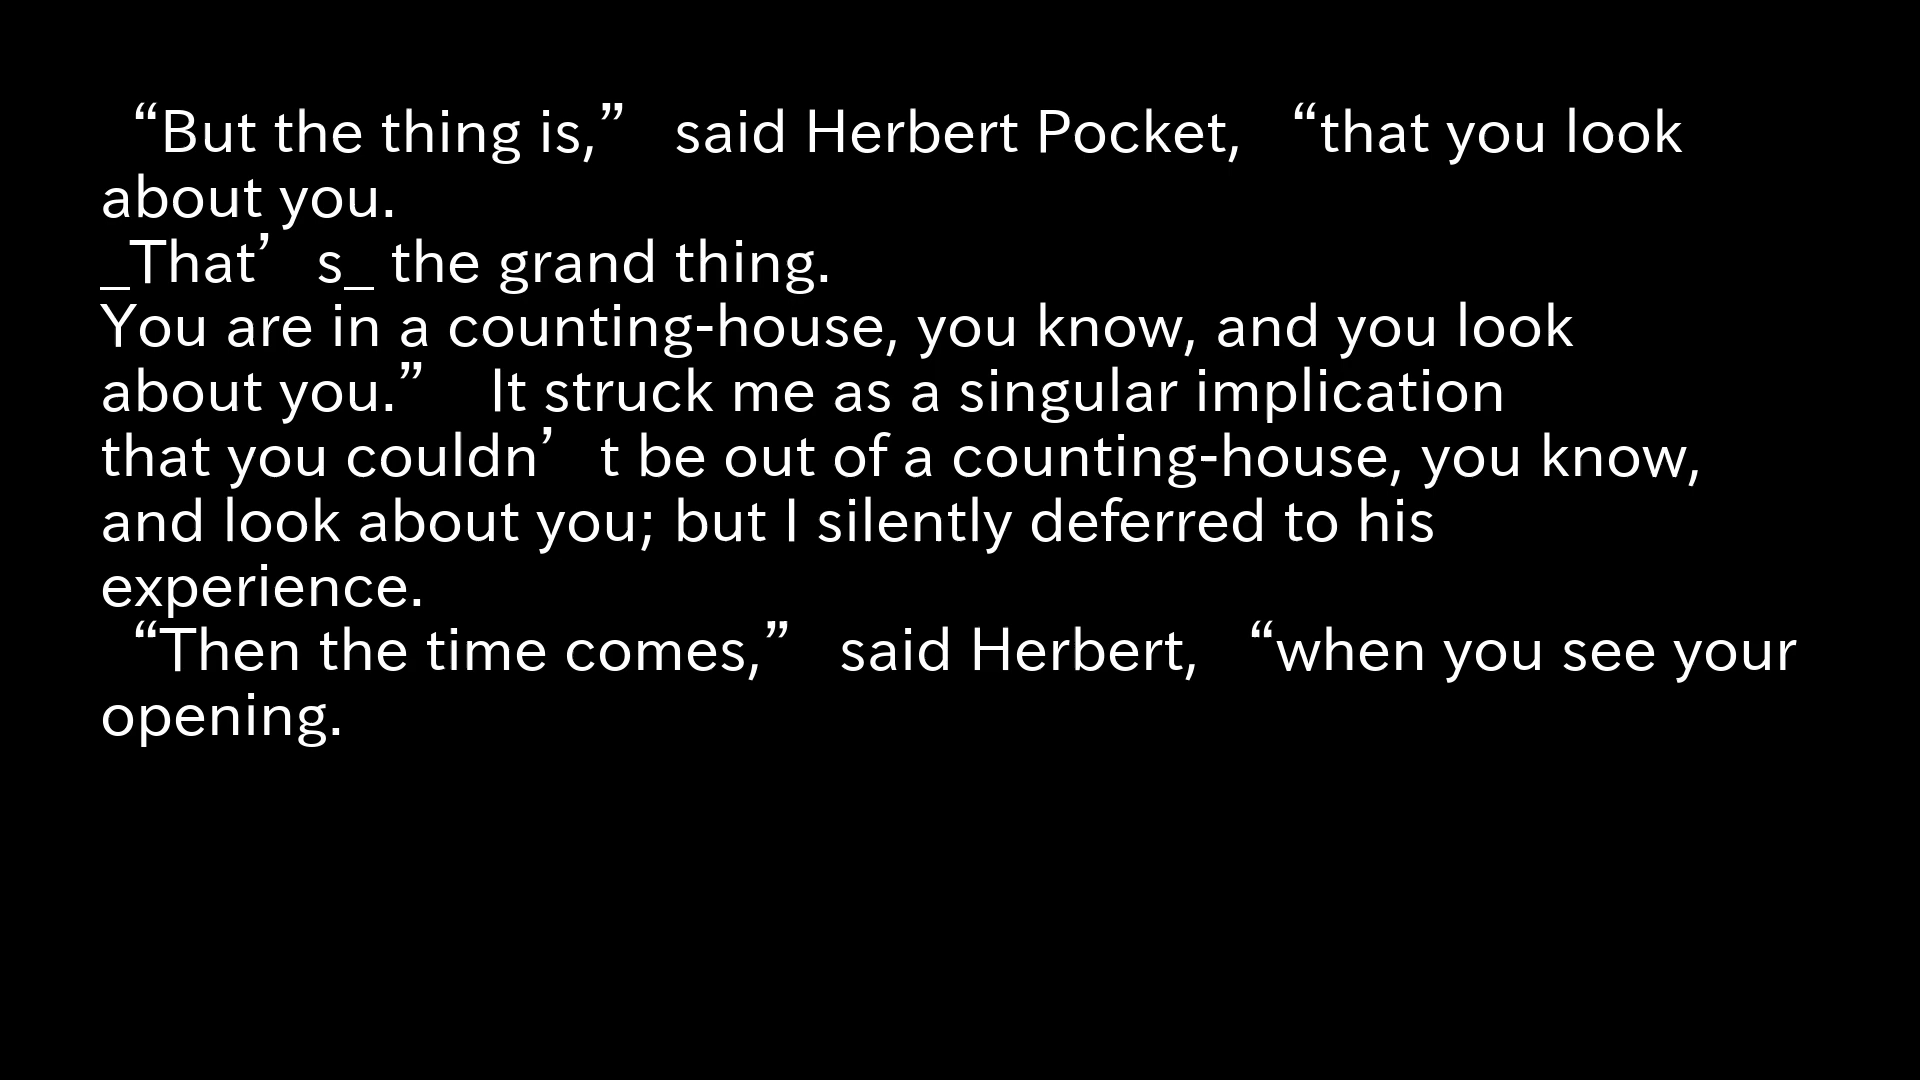 “But the thing is,” said Herbert Pocket, “that you look
about you.
_That’s_ the grand thing.
You are in a counting-house, you know, and you look
about you.” It struck me as a singular implication
that you couldn’t be out of a counting-house, you know,
and look about you; but I silently deferred to his
experience.
“Then the time comes,” said Herbert, “when you see your
opening.